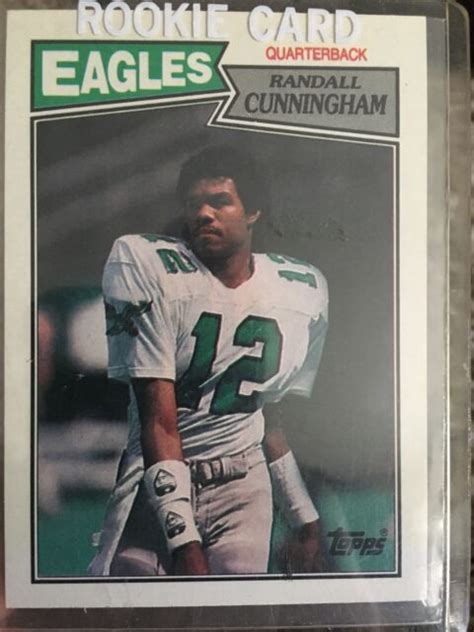 ROOKIE CARD
QUARTERBACK
EAGLES
RANDALL
CUNNINGHAM
12
12
12
topps